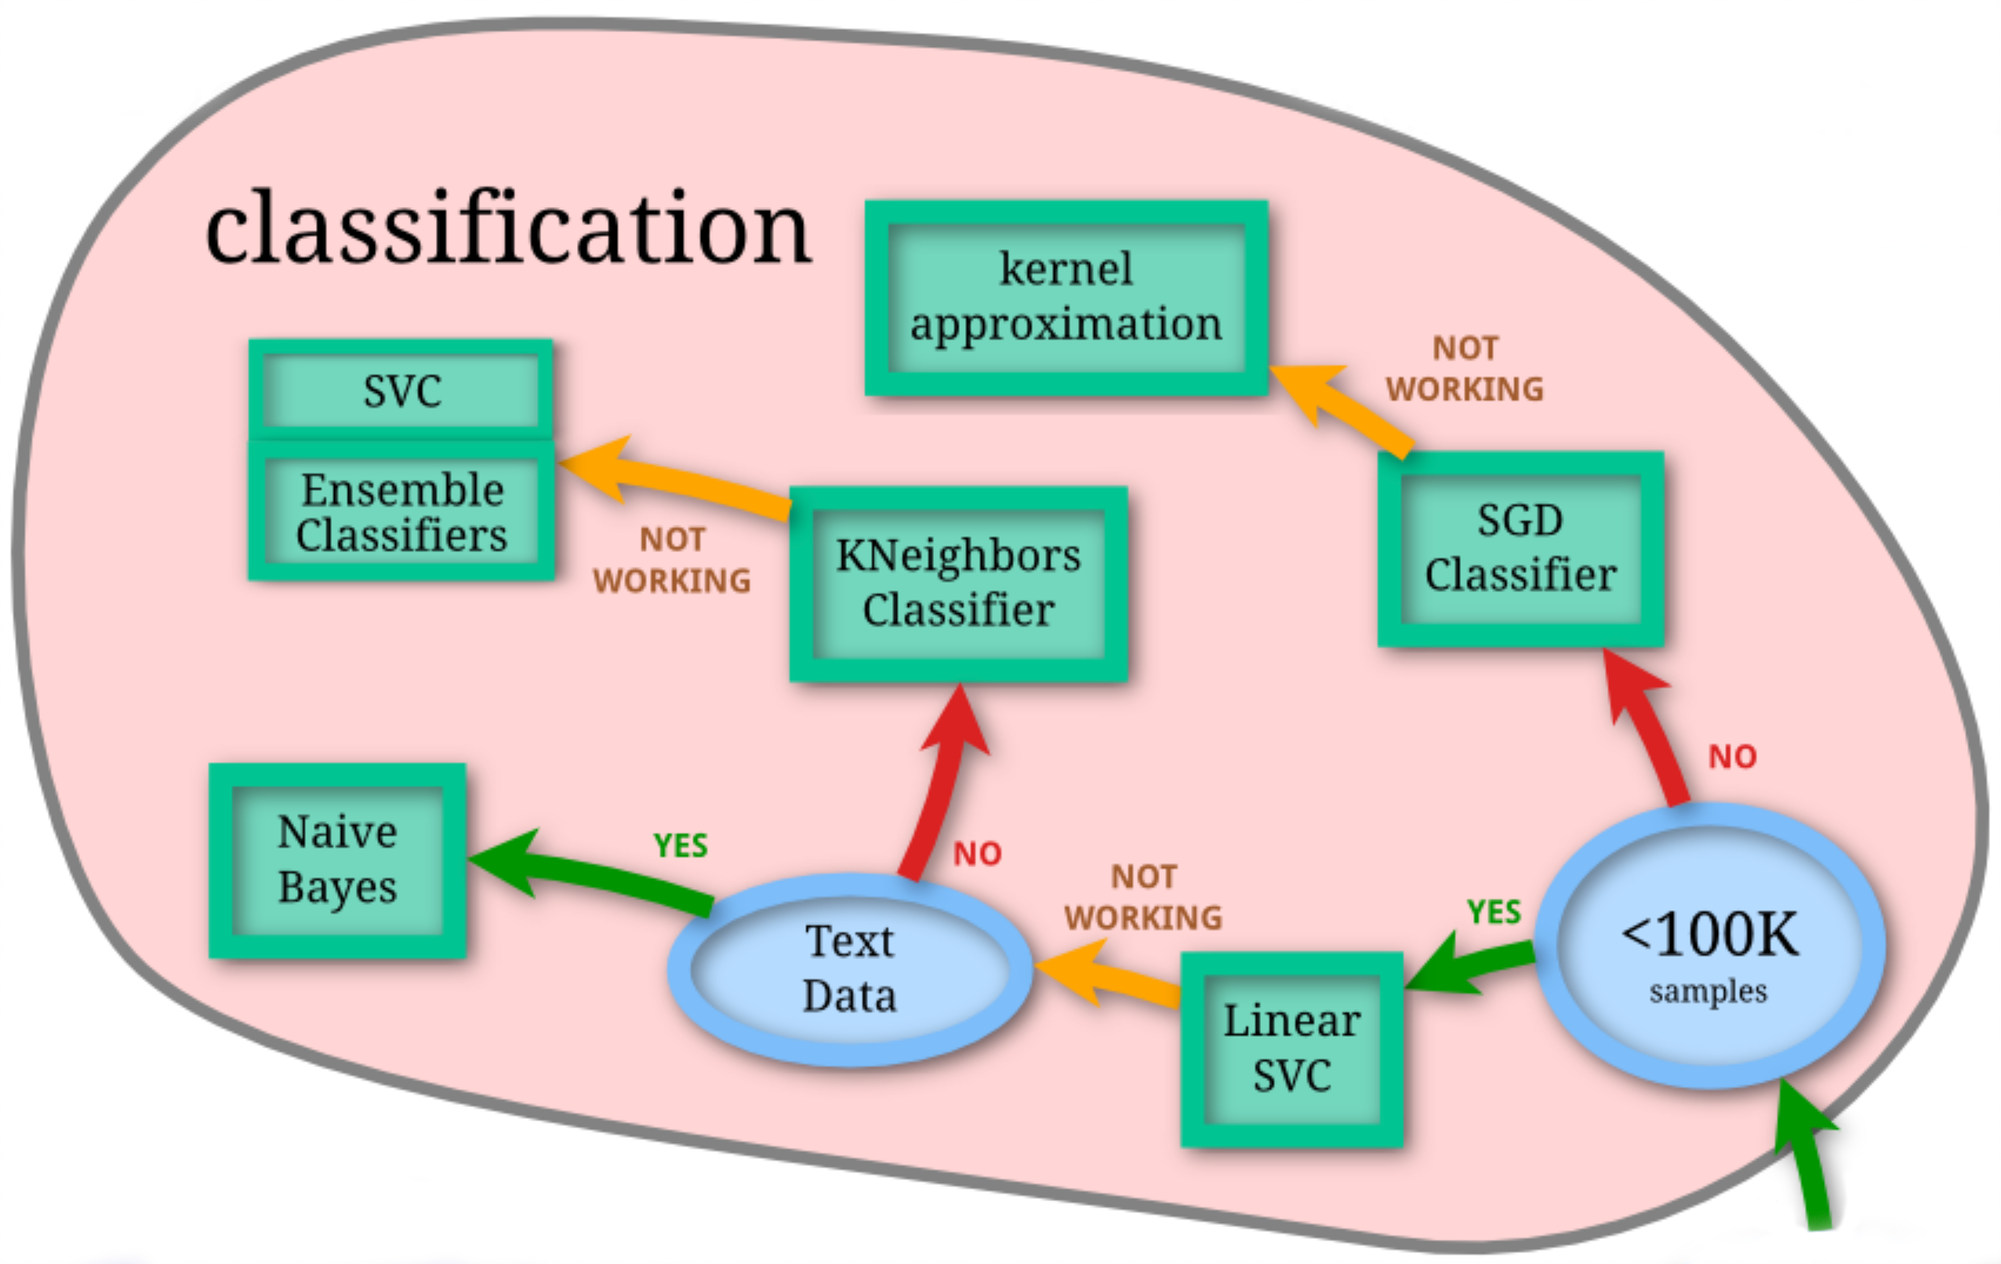 classification
kernel
approximation
NOT
WORKING
SVC
Ensemble
Classifiers
NOT
WORKING
KNeighbors
Classifier
SGD
Classifier
NO
Naive
Bayes
YES
NO
Text
Data
NOT
WORKING
Linear
SVC
YES
<100K
samples